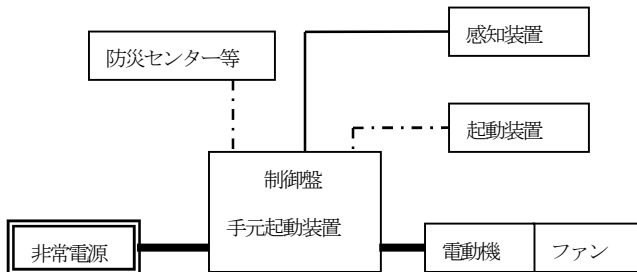 感知装置
防災センター等
起動装置
制御盤
手元起動装置
非常電源
電動機
ファン